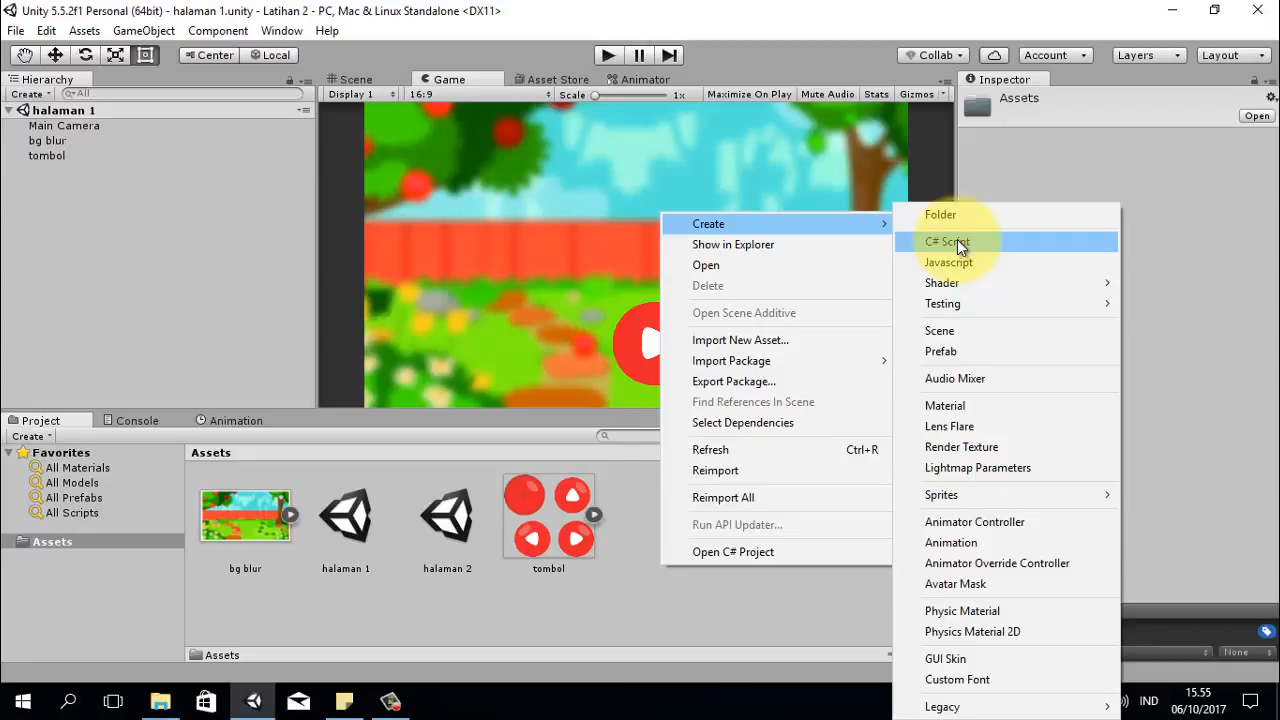 Unity 5.5.2f1 Personal (64bit) - halaman 1.unity - Latihan 2 - PC, Mac & Linux Standalone <DX11>
File Edit Assets GameObject Component Window Help
Center Local Collab Account Layers Layout
Hierarchy Scene Game Asset Store Animator Inspector
Create All Display 1 16:9 Scale 1x Maximize On Play Mute Audio Stats Gizmos
Assets
Open
halaman 1
Main Camera
bg blur
tombol
Create
Show in Explorer
Open
Delete
Open Scene Additive
Import New Asset...
Import Package
Export Package...
Find References In Scene
Select Dependencies
Refresh Ctrl+R
Reimport
Reimport All
Run API Updater...
Open C# Project
Folder
C# Script
Javascript
Shader
Testing
Scene
Prefab
Audio Mixer
Material
Lens Flare
Render Texture
Lightmap Parameters
Sprites
Animator Controller
Animation
Animator Override Controller
Avatar Mask
Physic Material
Physics Material 2D
GUI Skin
Custom Font
Legacy
Project Console Animation
Create
Favorites
All Materials
All Models
All Prefabs
All Scripts
Assets
Assets
bg blur halaman 1 halaman 2 tombol
Assets
None
IND
15.55
06/10/2017